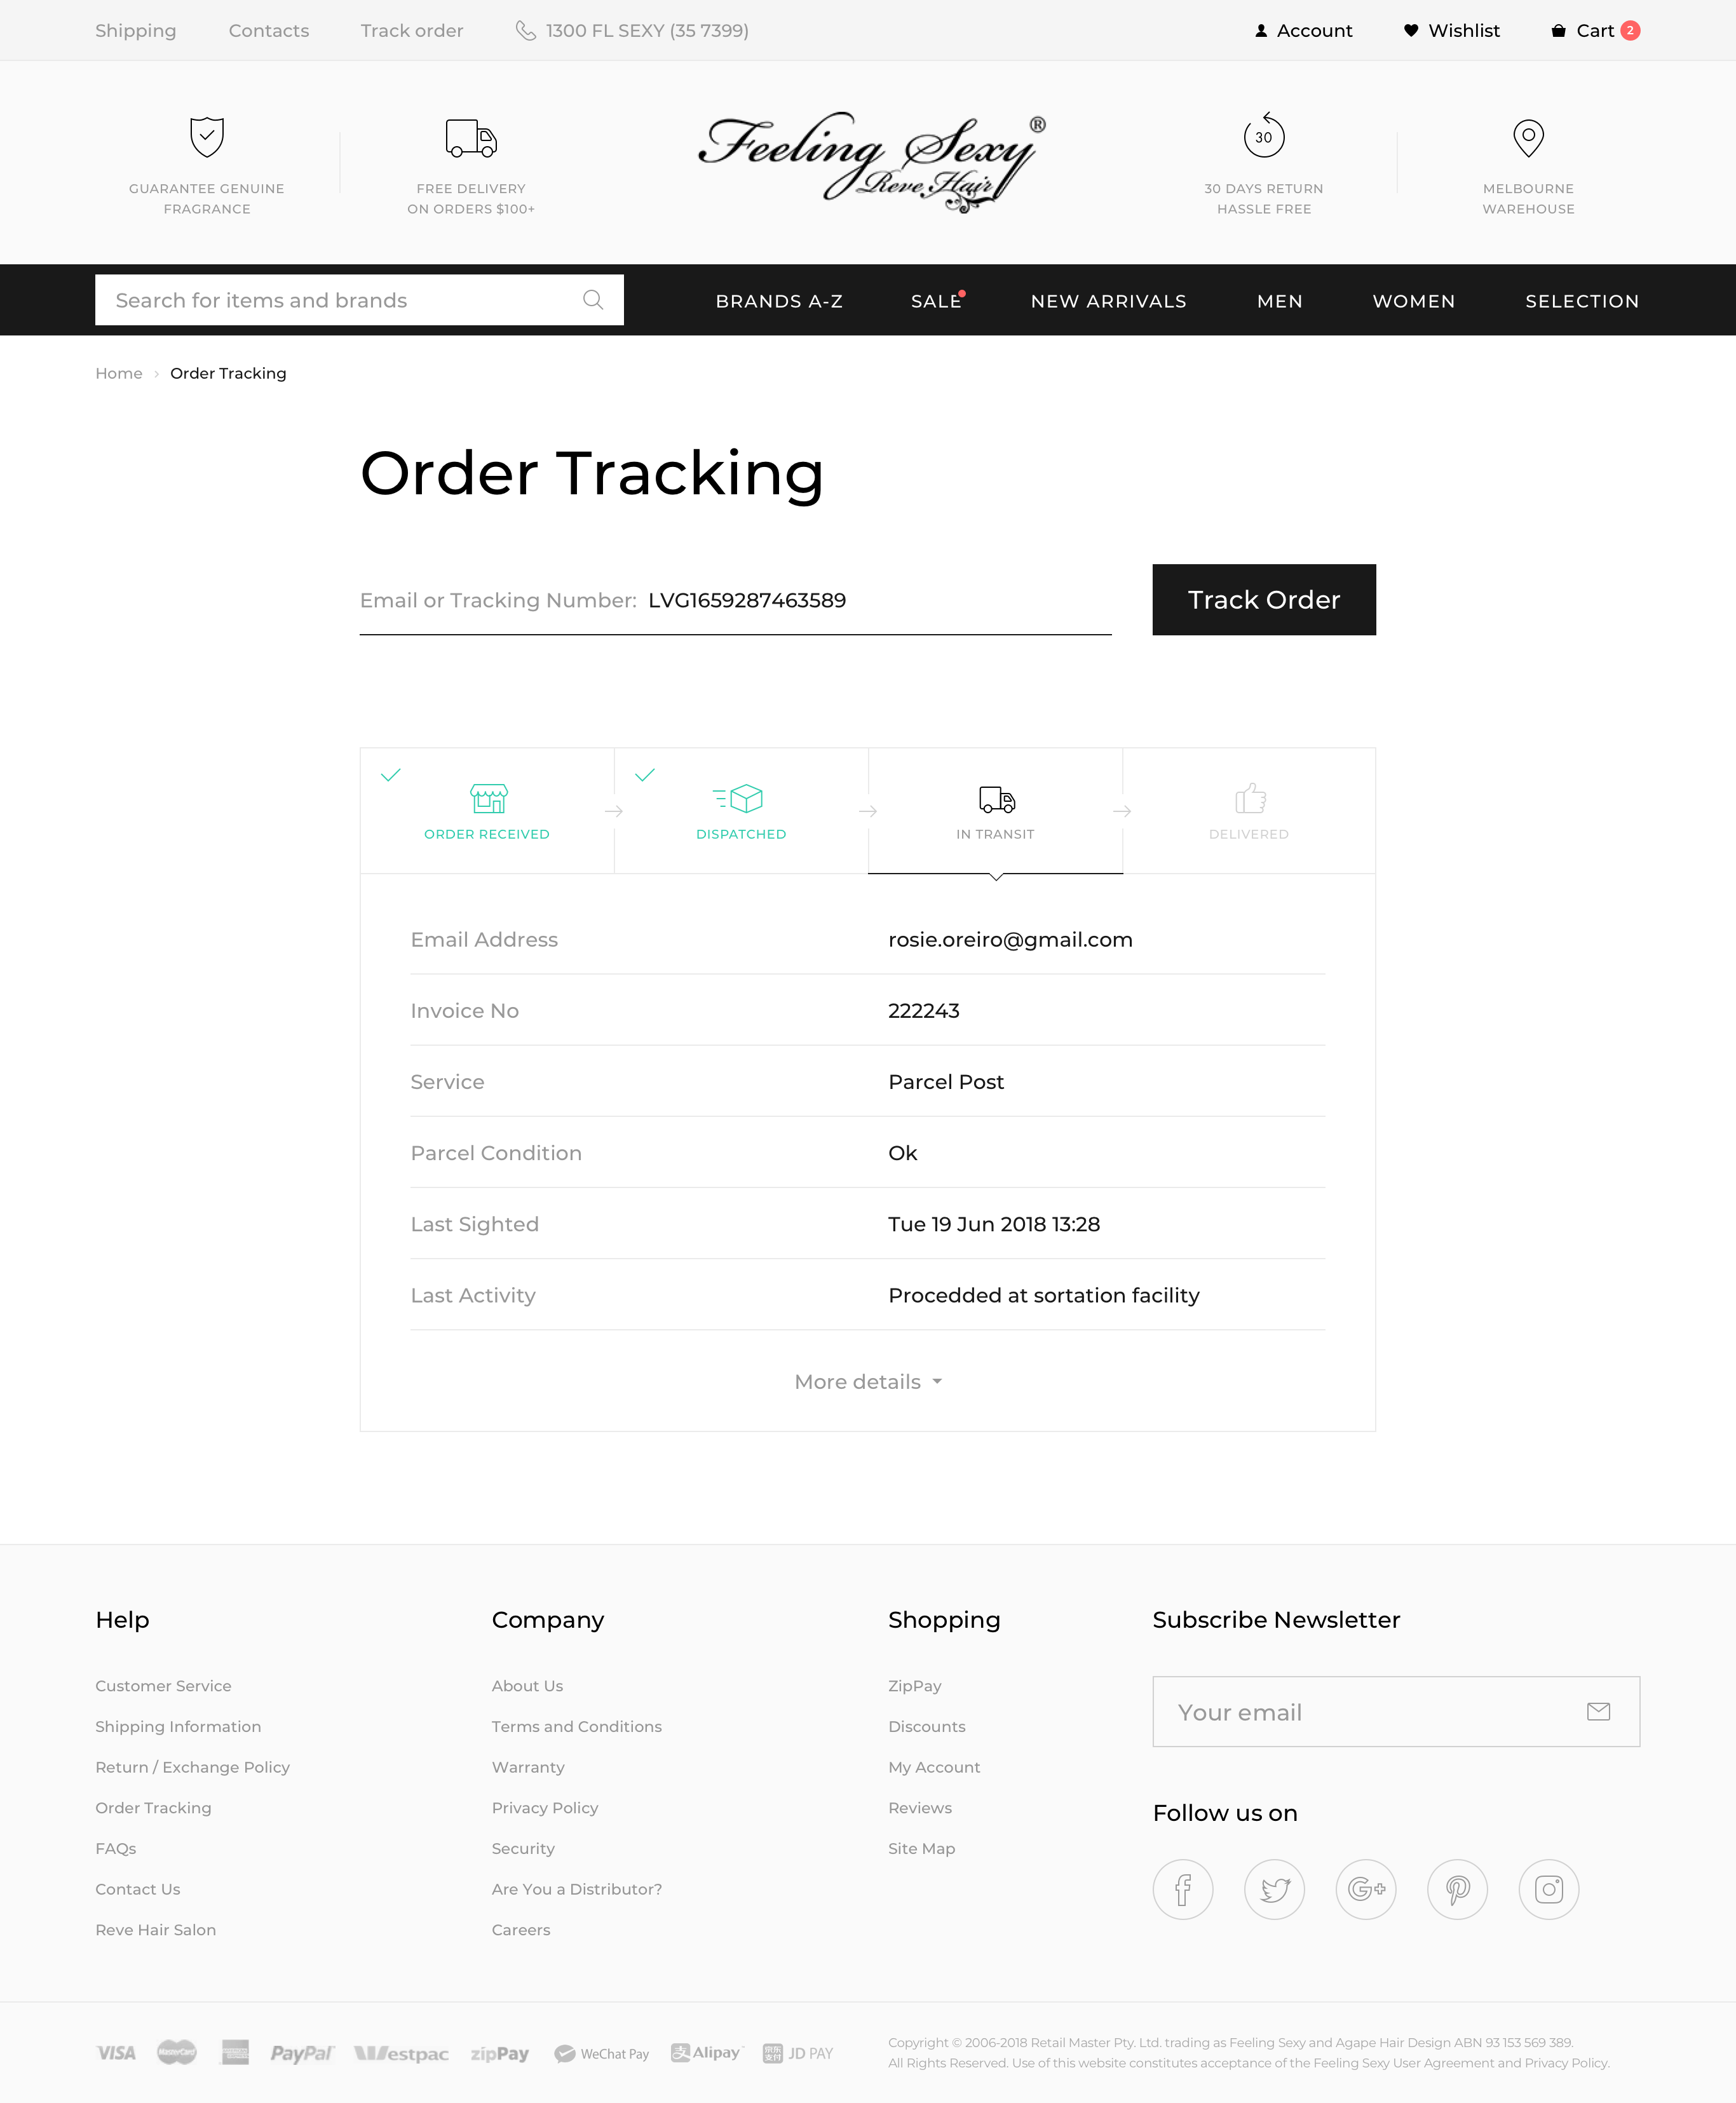 Shipping Contacts Track order 1300 FL SEXY (35 7399) Account Wishlist Cart 2
Feeling Sexy ®
Reve Hair
30
GUARANTEE GENUINE
FRAGRANCE
FREE DELIVERY
ON ORDERS $100+
30 DAYS RETURN
HASSLE FREE
MELBOURNE
WAREHOUSE
Search for items and brands
BRANDS A-Z SALE NEW ARRIVALS MEN WOMEN SELECTION
Home › Order Tracking
Order Tracking
Email or Tracking Number: LVG1659287463589
Track Order
ORDER RECEIVED
DISPATCHED
IN TRANSIT
DELIVERED
Email Address rosie.oreiro@gmail.com
Invoice No 222243
Service Parcel Post
Parcel Condition Ok
Last Sighted Tue 19 Jun 2018 13:28
Last Activity Procedded at sortation facility
More details
Help
Customer Service
Shipping Information
Return / Exchange Policy
Order Tracking
FAQs
Contact Us
Reve Hair Salon
Company
About Us
Terms and Conditions
Warranty
Privacy Policy
Security
Are You a Distributor?
Careers
Shopping
ZipPay
Discounts
My Account
Reviews
Site Map
Subscribe Newsletter
Your email
Follow us on
VISA MasterCard PayPal Westpac zipPay WeChat Pay 支 Alipay 京东支付 JD PAY
Copyright © 2006-2018 Retail Master Pty. Ltd. trading as Feeling Sexy and Agape Hair Design ABN 93 153 569 389.
All Rights Reserved. Use of this website constitutes acceptance of the Feeling Sexy User Agreement and Privacy Policy.